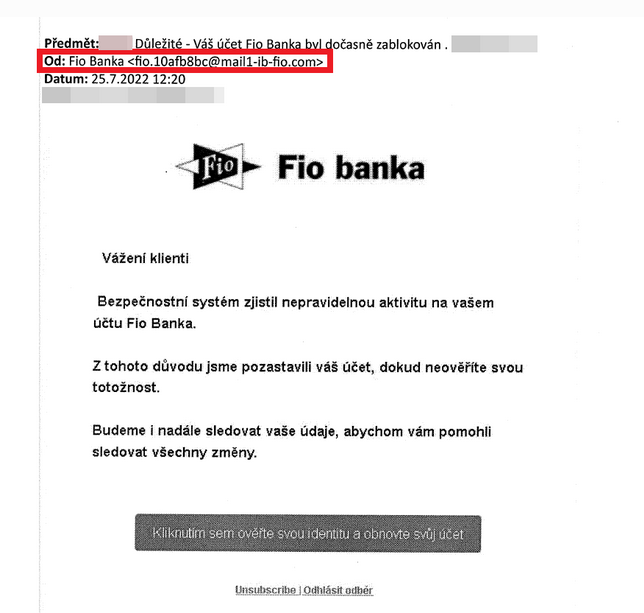 Předmět: Důležité - Váš účet Fio Banka byl dočasně zablokován .
Od: Fio Banka <fio.10afb8bc@mail1-ib-fio.com>
Datum: 25.7.2022 12:20
Fio Fio banka
Vážení klienti
Bezpečnostní systém zjistil nepravidelnou aktivitu na vašem
účtu Fio Banka.
Z tohoto důvodu jsme pozastavili váš účet, dokud neověříte svou
totožnost.
Budeme i nadále sledovat vaše údaje, abychom vám pomohli
sledovat všechny změny.
Kliknutím sem ověřte svou identitu a obnovte svůj účet
Unsubscribe | Odhlásit odběr